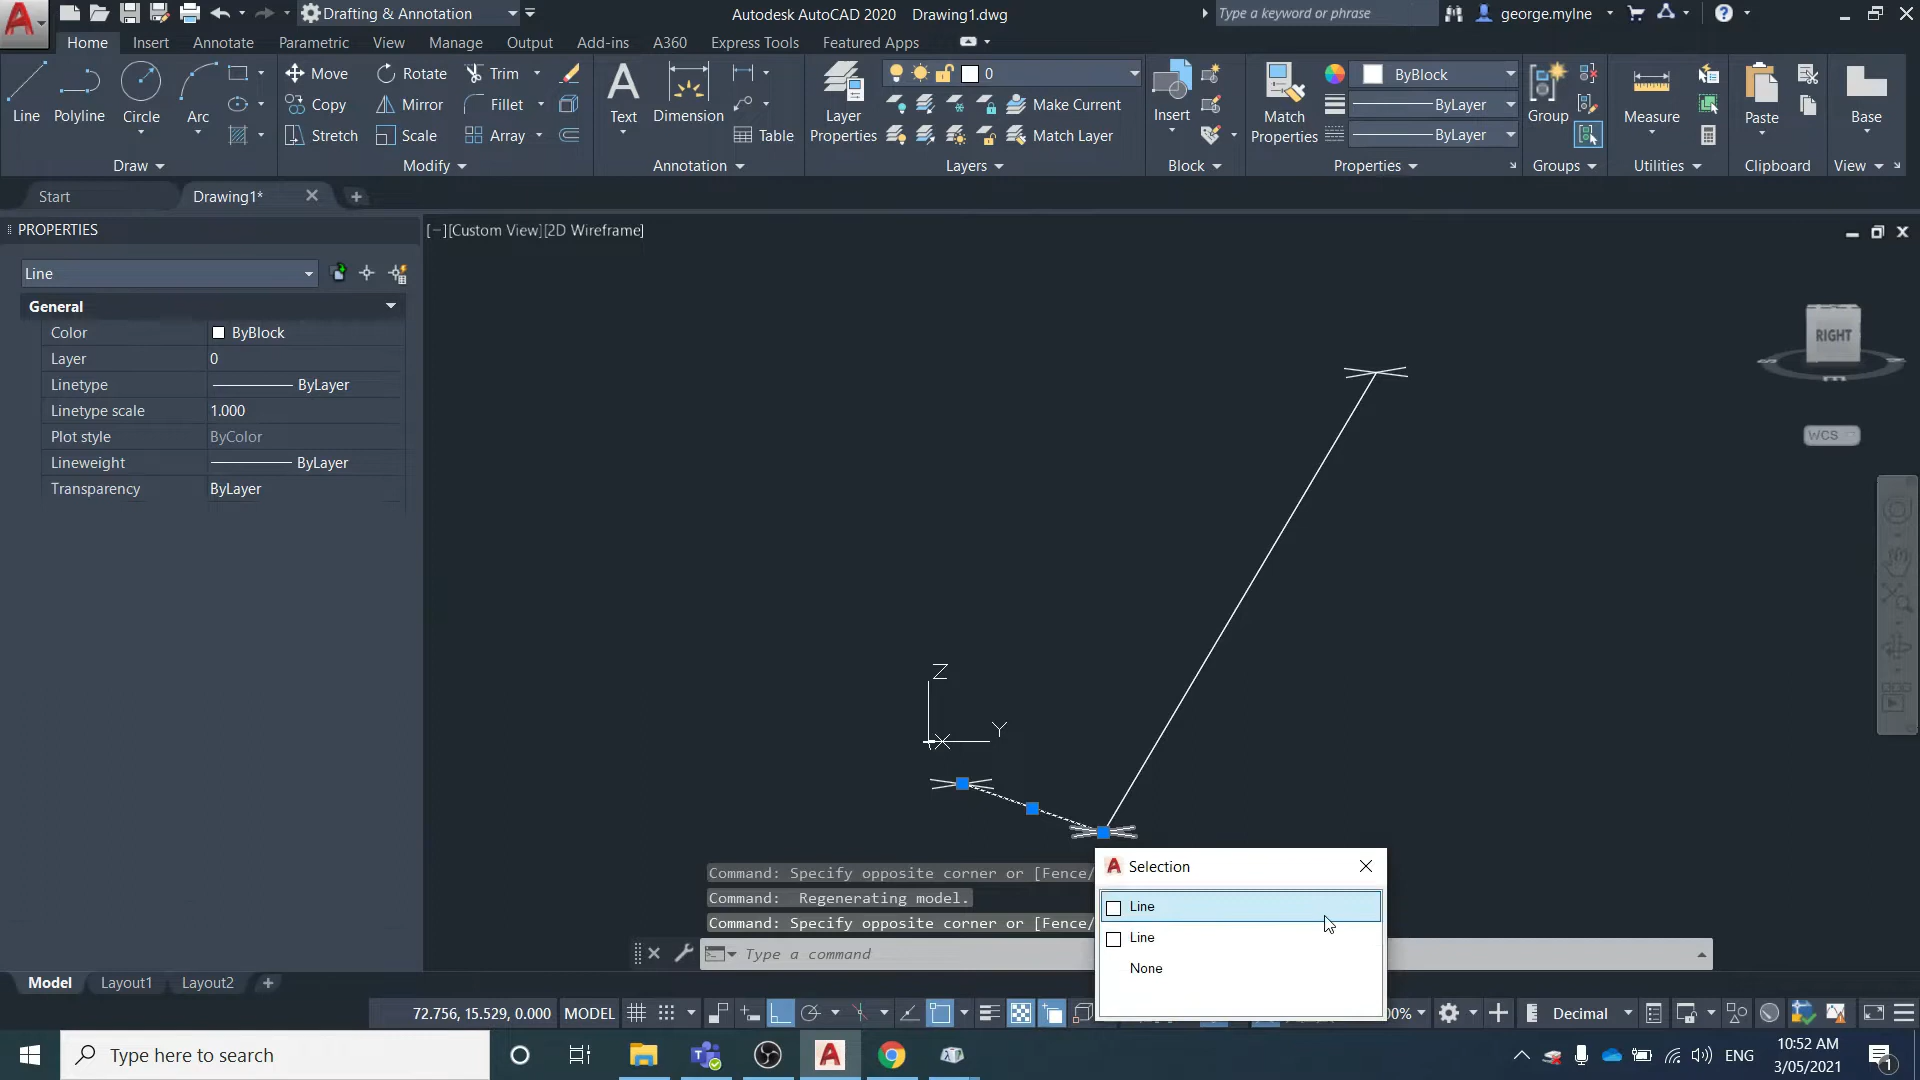 Drafting & Annotation
Autodesk AutoCAD 2020 Drawing1.dwg
Type a keyword or phrase
george.mylne
Home Insert Annotate Parametric View Manage Output Add-ins A360 Express Tools Featured Apps
Line Polyline Circle Arc
Move Rotate Trim
Copy Mirror Fillet
Stretch Scale Array
Text Dimension Table
Layer Properties
0
Make Current
Match Layer
Insert
Match Properties
ByBlock
ByLayer
ByLayer
Group Measure Paste Base
Draw Modify Annotation Layers Block Properties Groups Utilities Clipboard View
Start Drawing1*
PROPERTIES
[−][Custom View][2D Wireframe]
Line
General
Color ByBlock
Layer 0
Linetype ByLayer
Linetype scale 1.000
Plot style ByColor
Lineweight ByLayer
Transparency ByLayer
RIGHT
WCS
Z
Y
X
Command: Specify opposite corner or [Fence/
Command: Regenerating model.
Command: Specify opposite corner or [Fence/
Type a command
Selection
Line
Line
None
Model Layout1 Layout2
72.756, 15.529, 0.000 MODEL
00%
Decimal
Type here to search
ENG
10:52 AM
3/05/2021
1